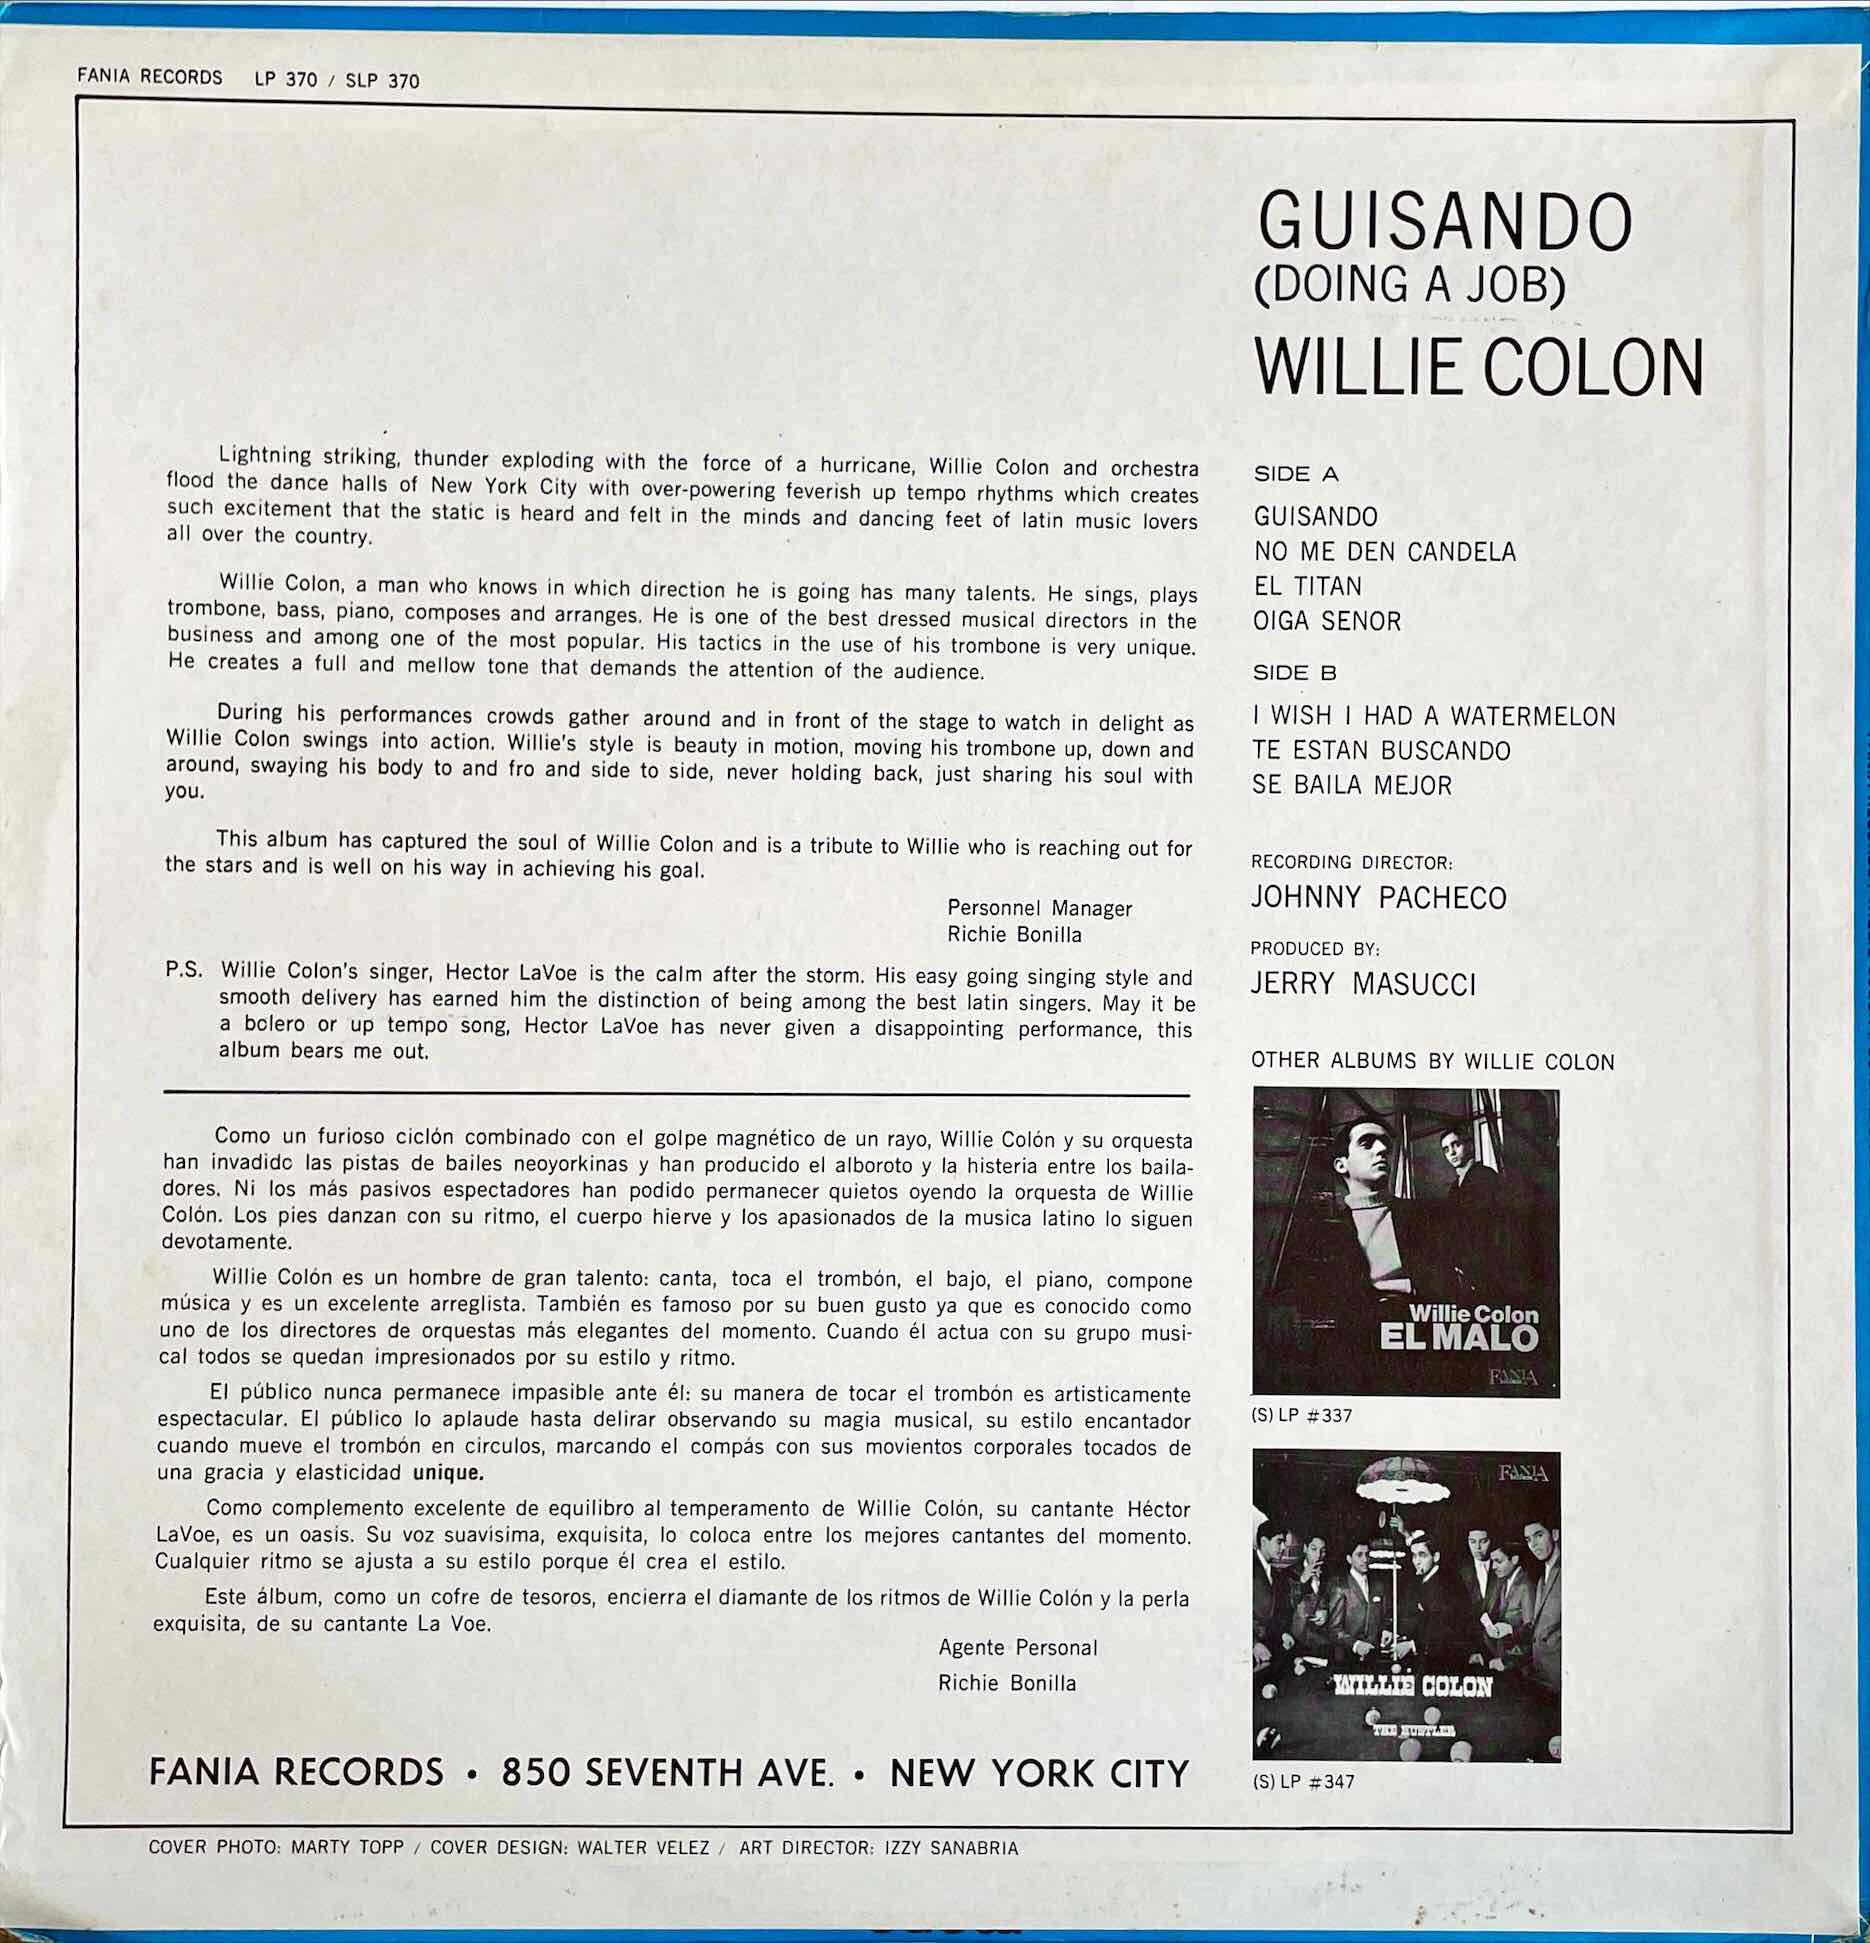 FANIA RECORDS LP 370 / SLP 370
GUISANDO
(DOING A JOB)
WILLIE COLON
Lightning striking, thunder exploding with the force of a hurricane, Willie Colon and orchestra
flood the dance halls of New York City with over-powering feverish up tempo rhythms which creates
such excitement that the static is heard and felt in the minds and dancing feet of latin music lovers
all over the country.
Willie Colon, a man who knows in which direction he is going has many talents. He sings, plays
trombone, bass, piano, composes and arranges. He is one of the best dressed musical directors in the
business and among one of the most popular. His tactics in the use of his trombone is very unique.
He creates a full and mellow tone that demands the attention of the audience.
During his performances crowds gather around and in front of the stage to watch in delight as
Willie Colon swings into action. Willie's style is beauty in motion, moving his trombone up, down and
around, swaying his body to and fro and side to side, never holding back, just sharing his soul with
you.
This album has captured the soul of Willie Colon and is a tribute to Willie who is reaching out for
the stars and is well on his way in achieving his goal.
Personnel Manager
Richie Bonilla
P.S. Willie Colon's singer, Hector LaVoe is the calm after the storm. His easy going singing style and
smooth delivery has earned him the distinction of being among the best latin singers. May it be
a bolero or up tempo song, Hector LaVoe has never given a disappointing performance, this
album bears me out.
Como un furioso ciclón combinado con el golpe magnético de un rayo, Willie Colón y su orquesta
han invadido las pistas de bailes neoyorkinas y han producido el alboroto y la histeria entre los baila-
dores. Ni los más pasivos espectadores han podido permanecer quietos oyendo la orquesta de Willie
Colón. Los pies danzan con su ritmo, el cuerpo hierve y los apasionados de la musica latino lo siguen
devotamente.
Willie Colón es un hombre de gran talento: canta, toca el trombón, el bajo, el piano, compone
música y es un excelente arreglista. También es famoso por su buen gusto ya que es conocido como
uno de los directores de orquestas más elegantes del momento. Cuando él actua con su grupo musi-
cal todos se quedan impresionados por su estilo y ritmo.
El público nunca permanece impasible ante él: su manera de tocar el trombón es artisticamente
espectacular. El público lo aplaude hasta delirar observando su magia musical, su estilo encantador
cuando mueve el trombón en circulos, marcando el compás con sus movientos corporales tocados de
una gracia y elasticidad unique.
Como complemento excelente de equilibro al temperamento de Willie Colón, su cantante Héctor
LaVoe, es un oasis. Su voz suavisima, exquisita, lo coloca entre los mejores cantantes del momento.
Cualquier ritmo se ajusta a su estilo porque él crea el estilo.
Este álbum, como un cofre de tesoros, encierra el diamante de los ritmos de Willie Colón y la perla
exquisita, de su cantante La Voe.
Agente Personal
Richie Bonilla
SIDE A
GUISANDO
NO ME DEN CANDELA
EL TITAN
OIGA SENOR
SIDE B
I WISH I HAD A WATERMELON
TE ESTAN BUSCANDO
SE BAILA MEJOR
RECORDING DIRECTOR:
JOHNNY PACHECO
PRODUCED BY:
JERRY MASUCCI
OTHER ALBUMS BY WILLIE COLON
Willie Colon
EL MALO
FANIA
(S) LP #337
FANIA
WILLIE COLON
THE HUSTLER
(S) LP #347
FANIA RECORDS • 850 SEVENTH AVE. • NEW YORK CITY
COVER PHOTO: MARTY TOPP / COVER DESIGN: WALTER VELEZ / ART DIRECTOR: IZZY SANABRIA